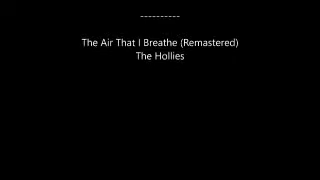 ----------
The Air That I Breathe (Remastered)
The Hollies